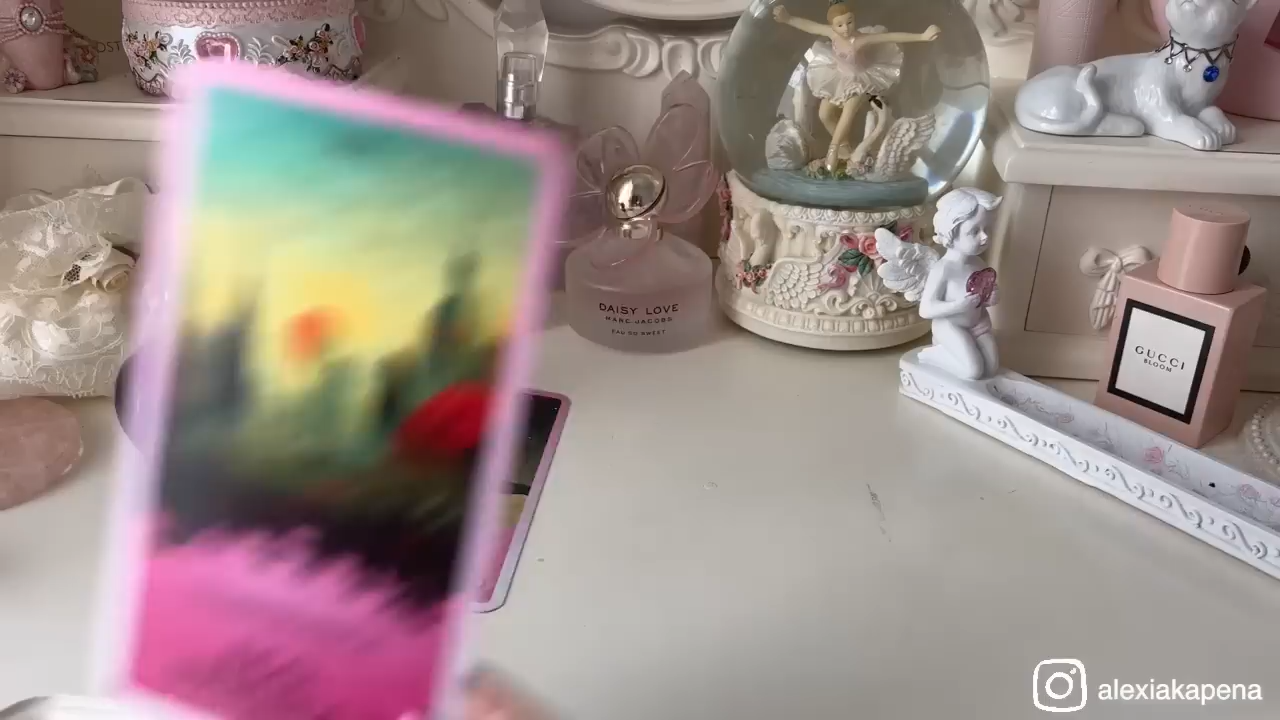 DAISY LOVE
MARC JACOBS
EAU SO SWEET
GUCCI
BLOOM
alexiakapena